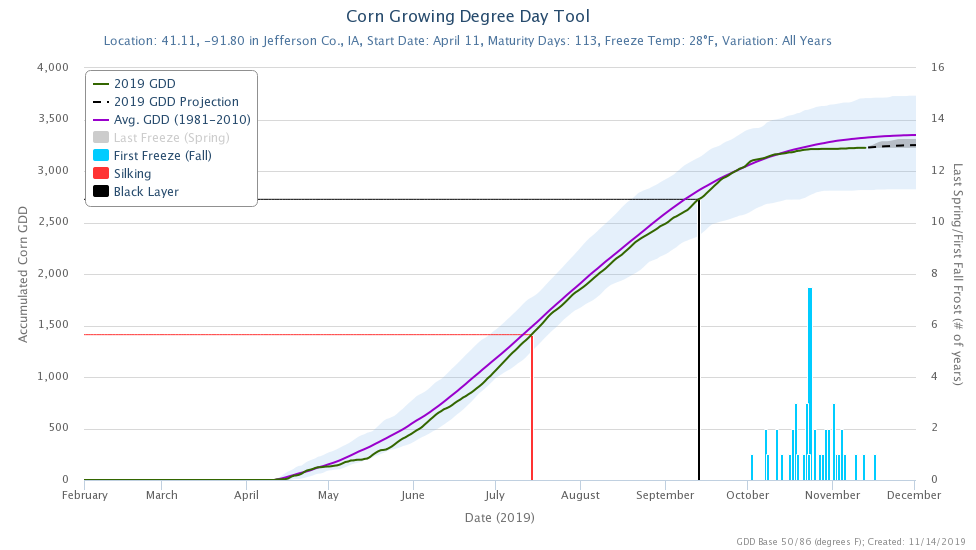 Corn Growing Degree Day Tool
Location: 41.11, -91.80 in Jefferson Co., IA, Start Date: April 11, Maturity Days: 113, Freeze Temp: 28°F, Variation: All Years
4,000
3,500
3,000
2,500
2,000
1,500
1,000
500
0
Accumulated Corn GDD
2019 GDD
2019 GDD Projection
Avg. GDD (1981-2010)
Last Freeze (Spring)
First Freeze (Fall)
Silking
Black Layer
16
14
12
10
8
6
4
2
0
Last Spring/First Fall Frost (# of years)
February March April May June July August September October November December
Date (2019)
GDD Base 50/86 (degrees F); Created: 11/14/2019